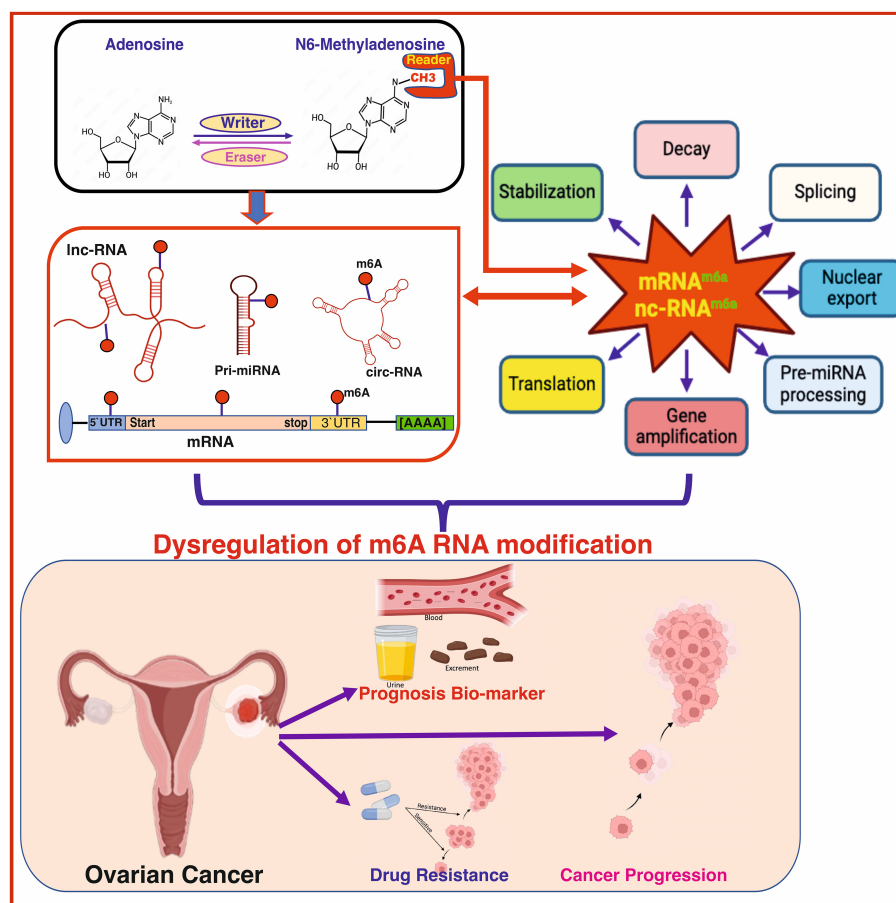 Adenosine
N6-Methyladenosine
Reader
N
CH3
NH₂
N
N
N
N
HO
O
HO
OH
Writer
Eraser
N
N
N
N
HO
O
HO
OH
lnc-RNA
Pri-miRNA
m6A
circ-RNA
m6A
5`UTR
Start
stop
3`UTR
[AAAA]
mRNA
Decay
Stabilization
Splicing
mRNAm6a
nc-RNAm6a
Nuclear
export
Translation
Pre-miRNA
processing
Gene
amplification
Dysregulation of m6A RNA modification
Blood
Excrement
Urine
Prognosis Bio-marker
Resistance
Sensitive
Ovarian Cancer
Drug Resistance
Cancer Progression